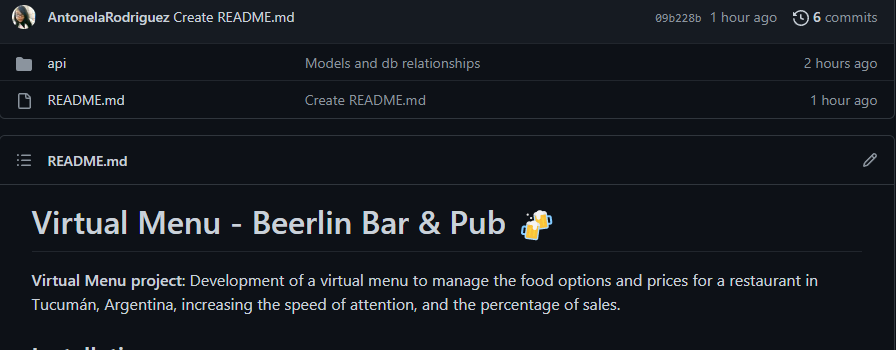 AntonelaRodriguez Create README.md 09b228b 1 hour ago 6 commits
api Models and db relationships 2 hours ago
README.md Create README.md 1 hour ago
README.md
Virtual Menu - Beerlin Bar & Pub 🍻
Virtual Menu project: Development of a virtual menu to manage the food options and prices for a restaurant in
Tucumán, Argentina, increasing the speed of attention, and the percentage of sales.